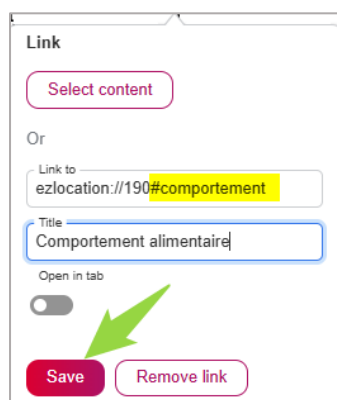 Link
Select content
Or
Link to
ezlocation://190#comportement
Title
Comportement alimentaire
Open in tab
Save
Remove link